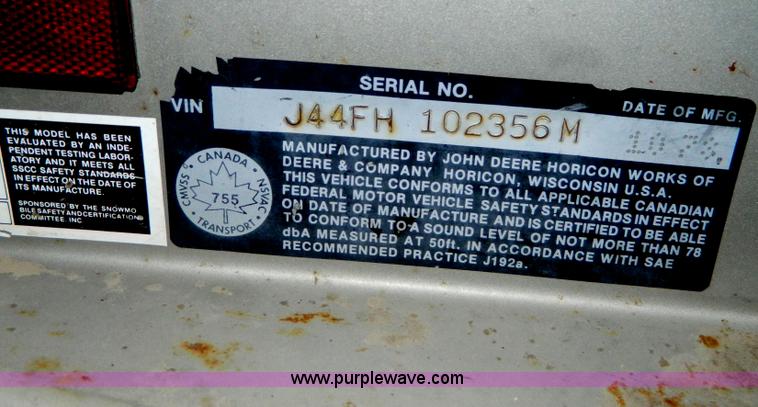 SERIAL NO.
VIN
DATE OF MFG.
J44FH 102356M
10 76
MANUFACTURED BY JOHN DEERE HORICON WORKS OF
DEERE & COMPANY HORICON, WISCONSIN U.S.A.
THIS VEHICLE CONFORMS TO ALL APPLICABLE CANADIAN
FEDERAL MOTOR VEHICLE SAFETY STANDARDS IN EFFECT
ON DATE OF MANUFACTURE AND IS CERTIFIED TO BE ABLE
TO CONFORM TO A SOUND LEVEL OF NOT MORE THAN 78
dbA MEASURED AT 50ft. IN ACCORDANCE WITH SAE
RECOMMENDED PRACTICE J192a.
CANADA
CMVSS
755
NSVAC
TRANSPORT
THIS MODEL HAS BEEN
EVALUATED BY AN INDE-
PENDENT TESTING LABOR-
ATORY AND IT MEETS ALL
SSCC SAFETY STANDARDS
IN EFFECT ON THE DATE OF
ITS MANUFACTURE.
SPONSORED BY THE SNOWMO
BILE SAFETY AND CERTIFICATION
COMMITTEE, INC
www.purplewave.com